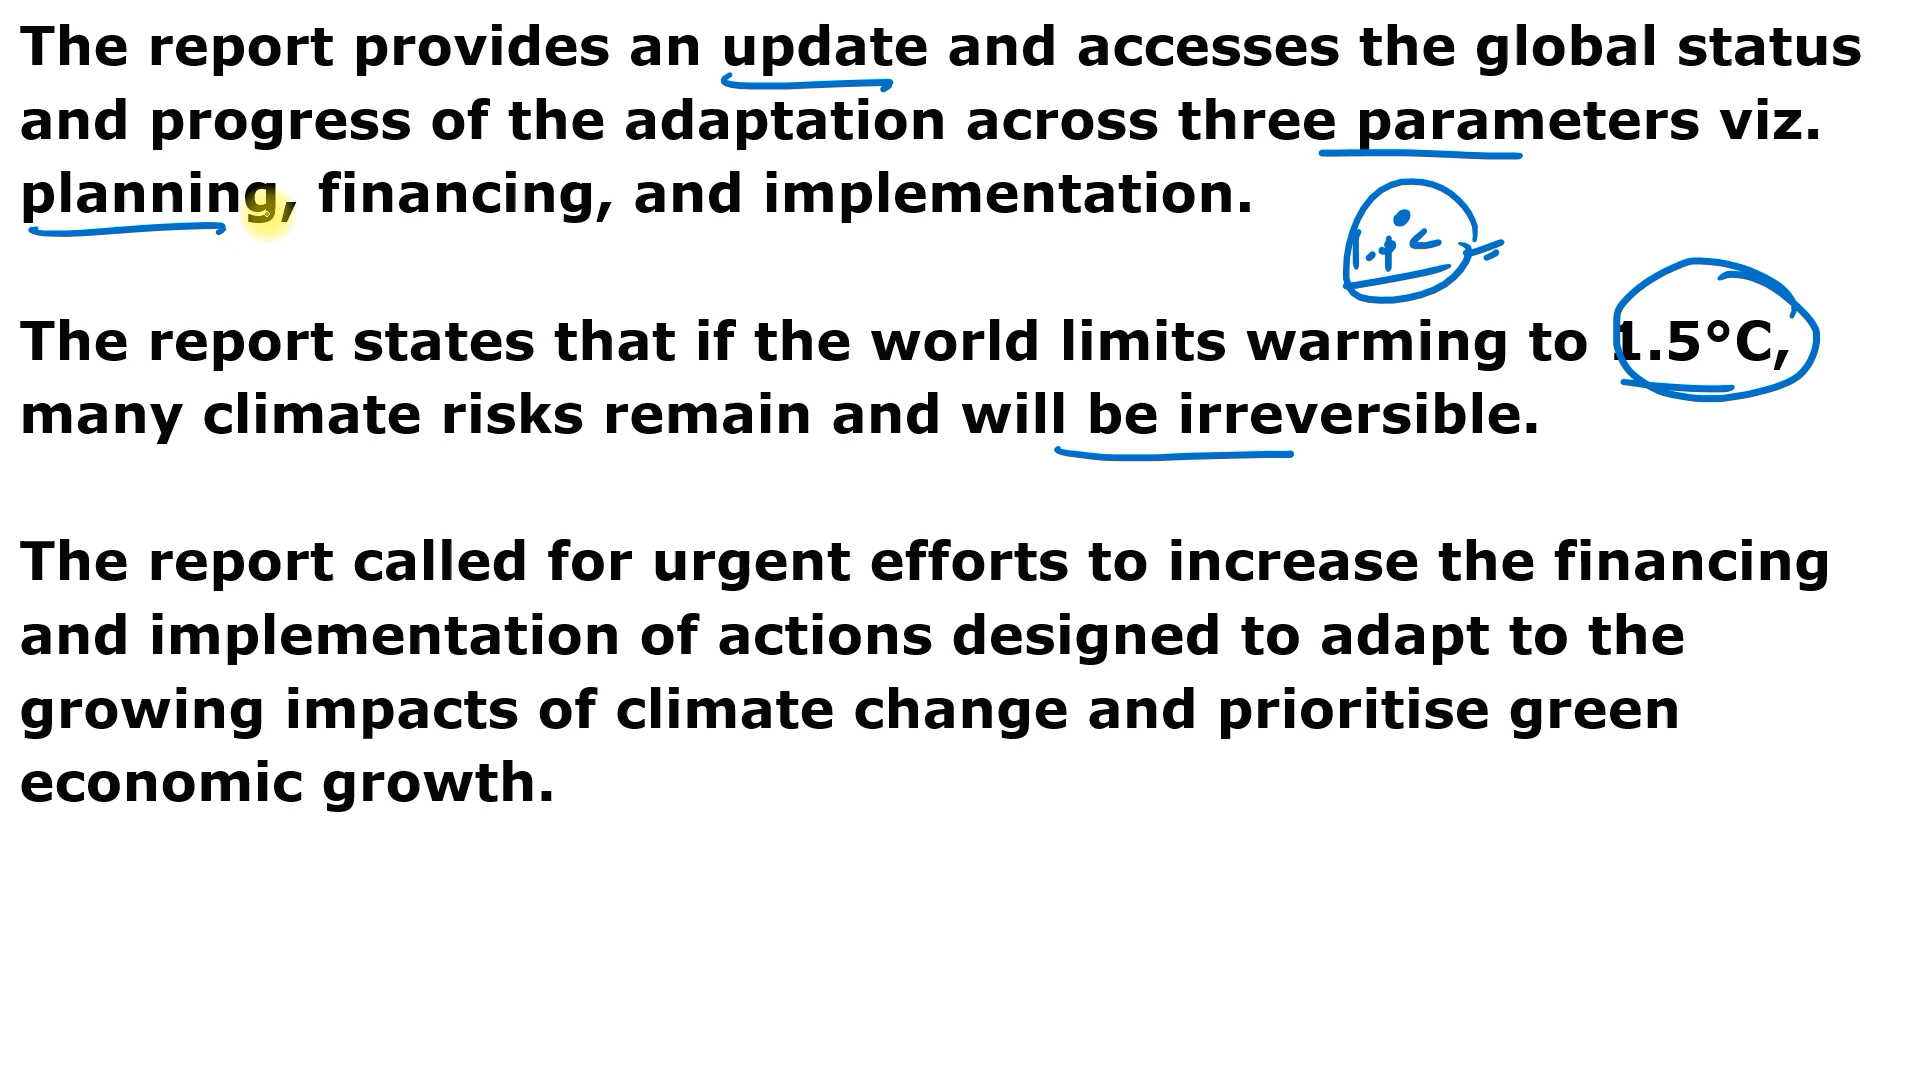 The report provides an update and accesses the global status
and progress of the adaptation across three parameters viz.
planning, financing, and implementation.
The report states that if the world limits warming to 1.5°C,
many climate risks remain and will be irreversible.
The report called for urgent efforts to increase the financing
and implementation of actions designed to adapt to the
growing impacts of climate change and prioritise green
economic growth.